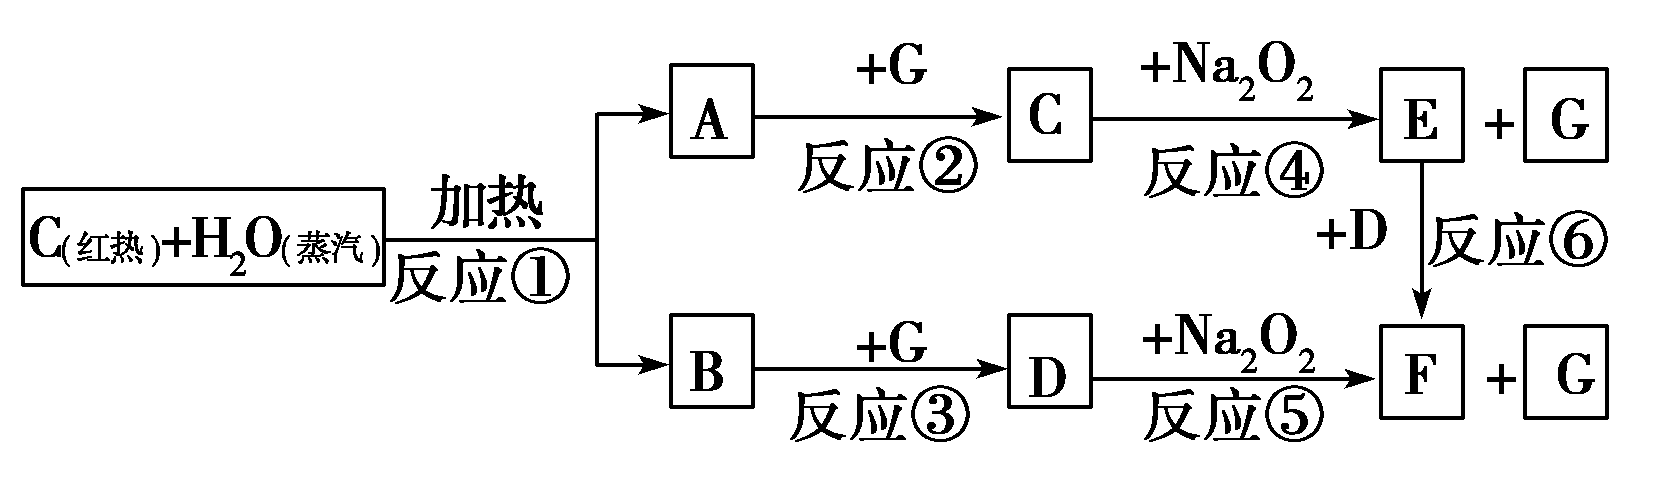 C(红热)+H₂O(蒸汽)
加热
反应①
A
+G
反应②
C
+Na₂O₂
反应④
E + G
+D
反应⑥
B
+G
反应③
D
+Na₂O₂
反应⑤
F + G